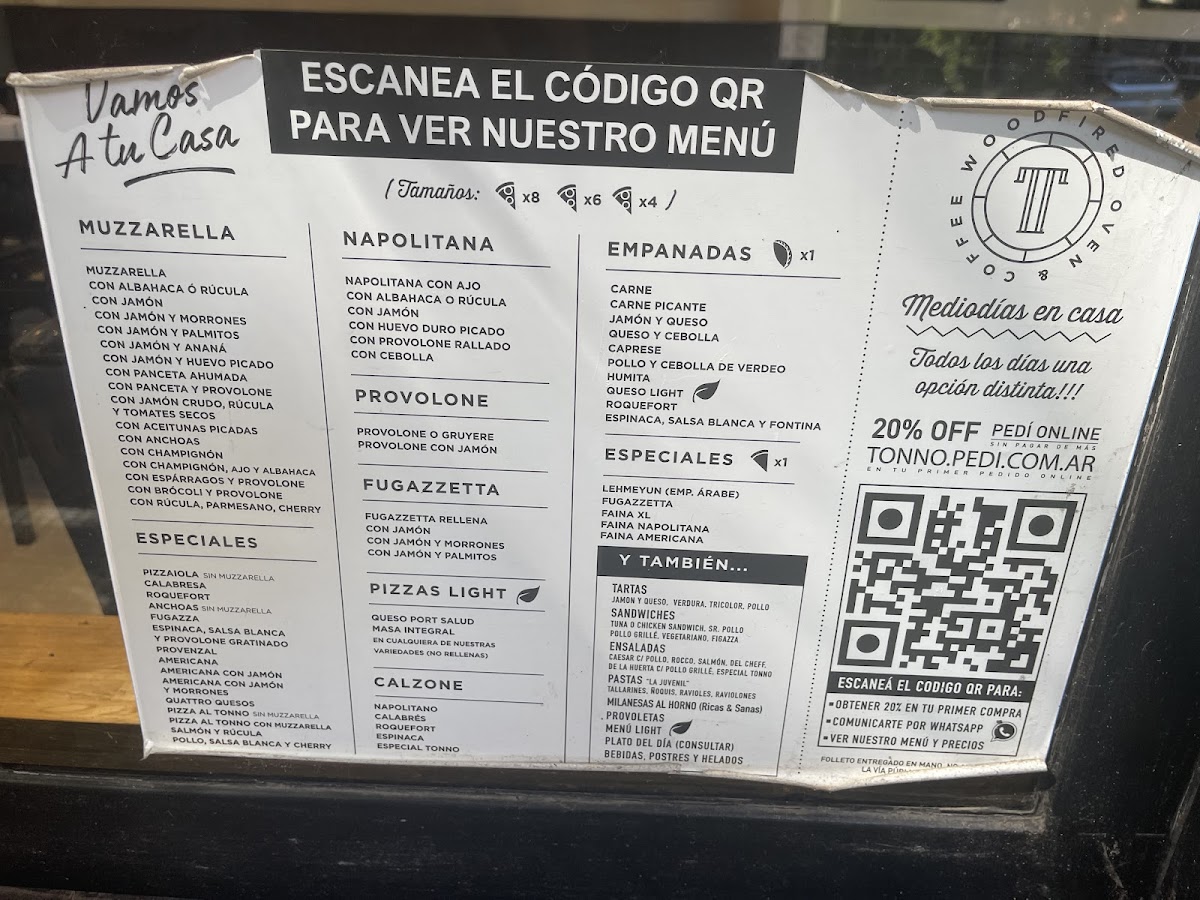 Vamos
A tu Casa
ESCANEA EL CÓDIGO QR
PARA VER NUESTRO MENÚ
(Tamaños: x8 x6 x4)
MUZZARELLA
MUZZARELLA
CON ALBAHACA Ó RÚCULA
CON JAMÓN
CON JAMÓN Y MORRONES
CON JAMÓN Y PALMITOS
CON JAMÓN Y ANANÁ
CON JAMÓN Y HUEVO PICADO
CON PANCETA AHUMADA
CON PANCETA Y PROVOLONE
CON JAMÓN CRUDO, RÚCULA
Y TOMATES SECOS
CON ACEITUNAS PICADAS
CON ANCHOAS
CON CHAMPIGNÓN
CON CHAMPIGNÓN, AJO Y ALBAHACA
CON ESPÁRRAGOS Y PROVOLONE
CON BRÓCOLI Y PROVOLONE
CON RÚCULA, PARMESANO, CHERRY
ESPECIALES
PIZZAIOLA SIN MUZZARELLA
CALABRESA
ROQUEFORT
ANCHOAS SIN MUZZARELLA
FUGAZZA
ESPINACA, SALSA BLANCA
Y PROVOLONE GRATINADO
PROVENZAL
AMERICANA
AMERICANA CON JAMÓN
AMERICANA CON JAMÓN
Y MORRONES
QUATTRO QUESOS
PIZZA AL TONNO SIN MUZZARELLA
PIZZA AL TONNO CON MUZZARELLA
SALMÓN Y RÚCULA
POLLO, SALSA BLANCA Y CHERRY
NAPOLITANA
NAPOLITANA CON AJO
CON ALBAHACA O RÚCULA
CON JAMÓN
CON HUEVO DURO PICADO
CON PROVOLONE RALLADO
CON CEBOLLA
PROVOLONE
PROVOLONE O GRUYERE
PROVOLONE CON JAMÓN
FUGAZZETTA
FUGAZZETTA RELLENA
CON JAMÓN
CON JAMÓN Y MORRONES
CON JAMÓN Y PALMITOS
PIZZAS LIGHT
QUESO PORT SALUD
MASA INTEGRAL
EN CUALQUIERA DE NUESTRAS
VARIEDADES (NO RELLENAS)
CALZONE
NAPOLITANO
CALABRÉS
ROQUEFORT
ESPINACA
ESPECIAL TONNO
EMPANADAS x1
CARNE
CARNE PICANTE
JAMÓN Y QUESO
QUESO Y CEBOLLA
CAPRESE
POLLO Y CEBOLLA DE VERDEO
HUMITA
QUESO LIGHT
ROQUEFORT
ESPINACA, SALSA BLANCA Y FONTINA
ESPECIALES x1
LEHMEYUN (EMP. ÁRABE)
FUGAZZETTA
FAINA XL
FAINA NAPOLITANA
FAINA AMERICANA
Y TAMBIÉN...
TARTAS
JAMON Y QUESO, VERDURA, TRICOLOR, POLLO
SANDWICHES
TUNA O CHICKEN SANDWICH, SR. POLLO
POLLO GRILLÉ, VEGETARIANO, FIGAZZA
ENSALADAS
CAESAR C/ POLLO, ROCCO, SALMÓN, DEL CHEFF,
DE LA HUERTA C/ POLLO GRILLÉ, ESPECIAL TONNO
PASTAS "LA JUVENIL"
TALLARINES, ÑOQUIS, RAVIOLES, RAVIOLONES
MILANESAS AL HORNO (Ricas & Sanas)
PROVOLETAS
MENÚ LIGHT
PLATO DEL DÍA (CONSULTAR)
BEBIDAS, POSTRES Y HELADOS
WOODFIRED OVEN & COFFEE
T
Mediodías en casa
Todos los días una
opción distinta!!!
20% OFF PEDÍ ONLINE
SIN PAGAR DE MÁS
TONNO.PEDI.COM.AR
EN TU PRIMER PEDIDO ONLINE
ESCANEÁ EL CODIGO QR PARA:
▪OBTENER 20% EN TU PRIMER COMPRA
▪COMUNICARTE POR WHATSAPP
▪VER NUESTRO MENÚ Y PRECIOS
FOLLETO ENTREGADO EN MANO,
LA VÍA